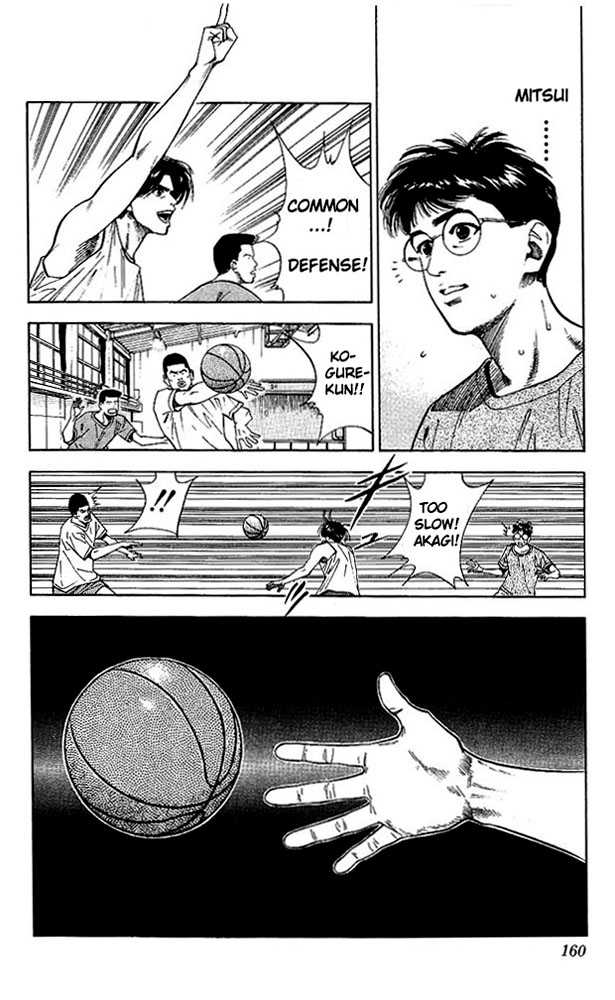 MITSUI
........
COMMON
...!
DEFENSE!
KO-
GURE-
KUN!!
TOO
SLOW!
AKAGI!
!!
160